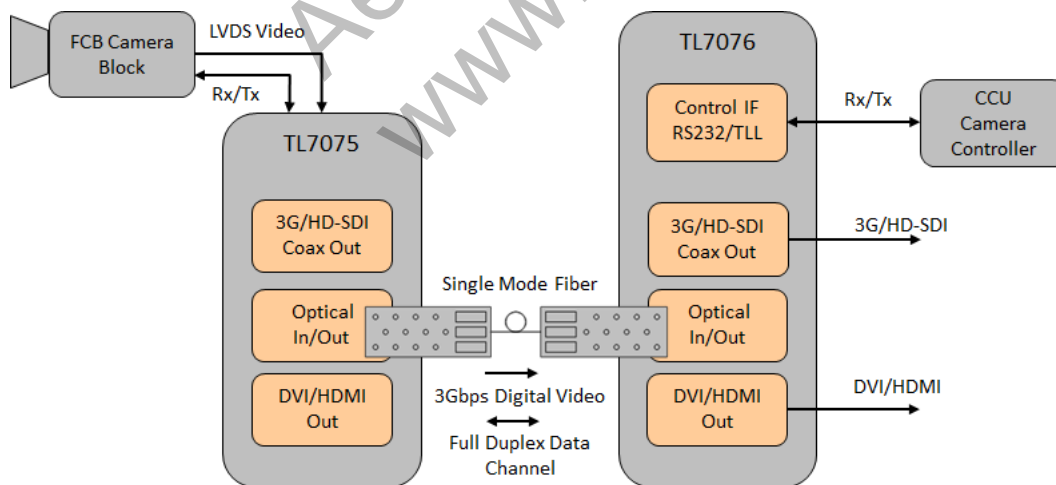 FCB Camera
Block
LVDS Video
Rx/Tx
TL7075
3G/HD-SDI
Coax Out
Optical
In/Out
DVI/HDMI
Out
Single Mode Fiber
3Gbps Digital Video
Full Duplex Data
Channel
TL7076
Control IF
RS232/TLL
Rx/Tx
CCU
Camera
Controller
3G/HD-SDI
Coax Out
3G/HD-SDI
Optical
In/Out
DVI/HDMI
Out
DVI/HDMI
www.